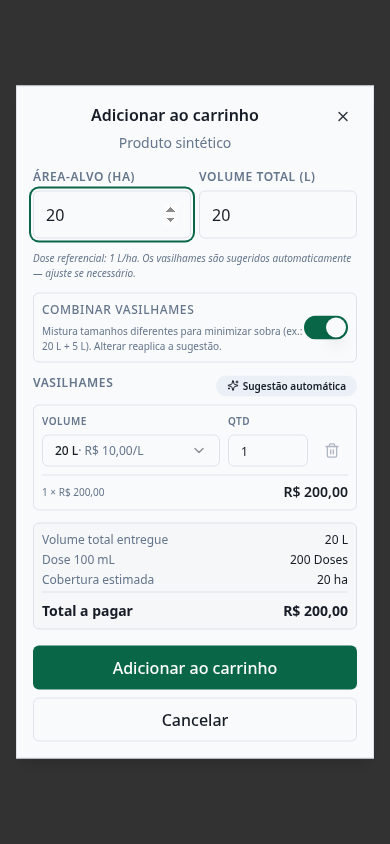 Adicionar ao carrinho
Produto sintético
ÁREA-ALVO (HA)
VOLUME TOTAL (L)
20
20
Dose referencial: 1 L/ha. Os vasilhames são sugeridos automaticamente
— ajuste se necessário.
COMBINAR VASILHAMES
Mistura tamanhos diferentes para minimizar sobra (ex.:
20 L + 5 L). Alterar reaplica a sugestão.
VASILHAMES
Sugestão automática
VOLUME
QTD
20 L· R$ 10,00/L
1
1 × R$ 200,00
R$ 200,00
Volume total entregue
20 L
Dose 100 mL
200 Doses
Cobertura estimada
20 ha
Total a pagar
R$ 200,00
Adicionar ao carrinho
Cancelar